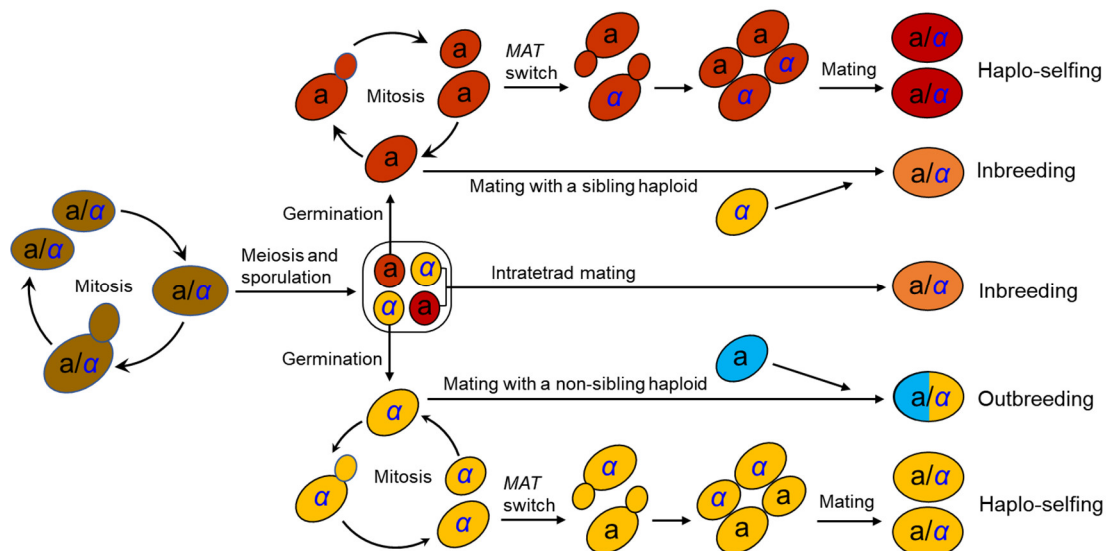 a
a
a
a
Mitosis
a
MAT
switch
a
α
a
a
α
α
Mating
a/α
a/α
Haplo-selfing
Mating with a sibling haploid
α
a/α
Inbreeding
Germination
a/α
a/α
Mitosis
a/α
a/α
Meiosis and
sporulation
a
α
α
a
Intratetrad mating
a/α
Inbreeding
Germination
Mating with a non-sibling haploid
a
a/α
Outbreeding
α
α
Mitosis
α
α
MAT
switch
α
a
α
α
a
a
Mating
a/α
a/α
Haplo-selfing